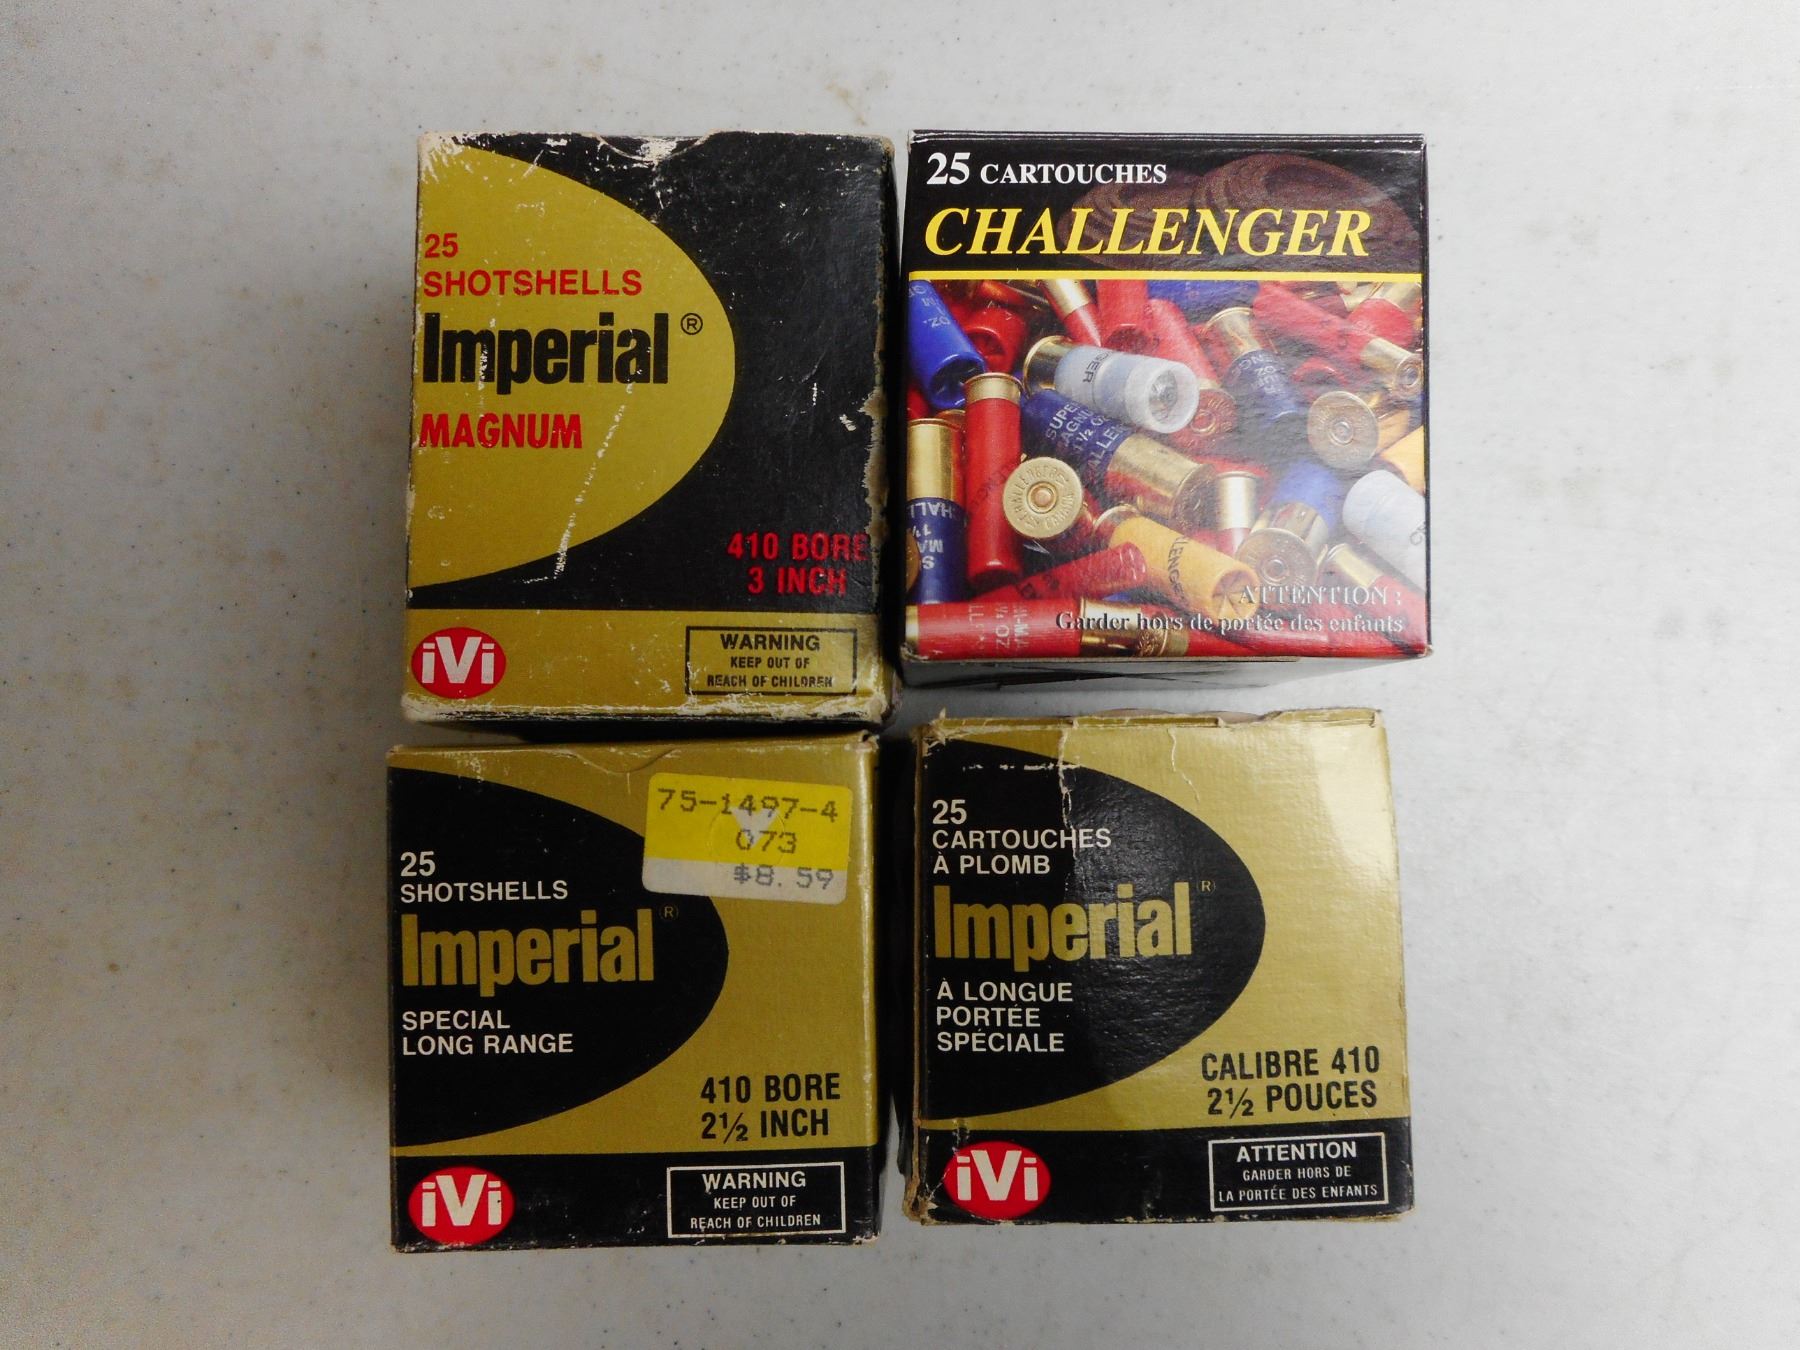 25
SHOTSHELLS
Imperial®
MAGNUM
410 BORE
3 INCH
iVi
WARNING
KEEP OUT OF
REACH OF CHILDREN
25 CARTOUCHES
CHALLENGER
ATTENTION :
Garder hors de portée des enfants
25
SHOTSHELLS
Imperial®
SPECIAL
LONG RANGE
75-1497-4
073
$8.59
410 BORE
2½ INCH
iVi
WARNING
KEEP OUT OF
REACH OF CHILDREN
25
CARTOUCHES
À PLOMB
Imperial®
À LONGUE
PORTÉE
SPÉCIALE
CALIBRE 410
2½ POUCES
iVi
ATTENTION
GARDER HORS DE
LA PORTÉE DES ENFANTS